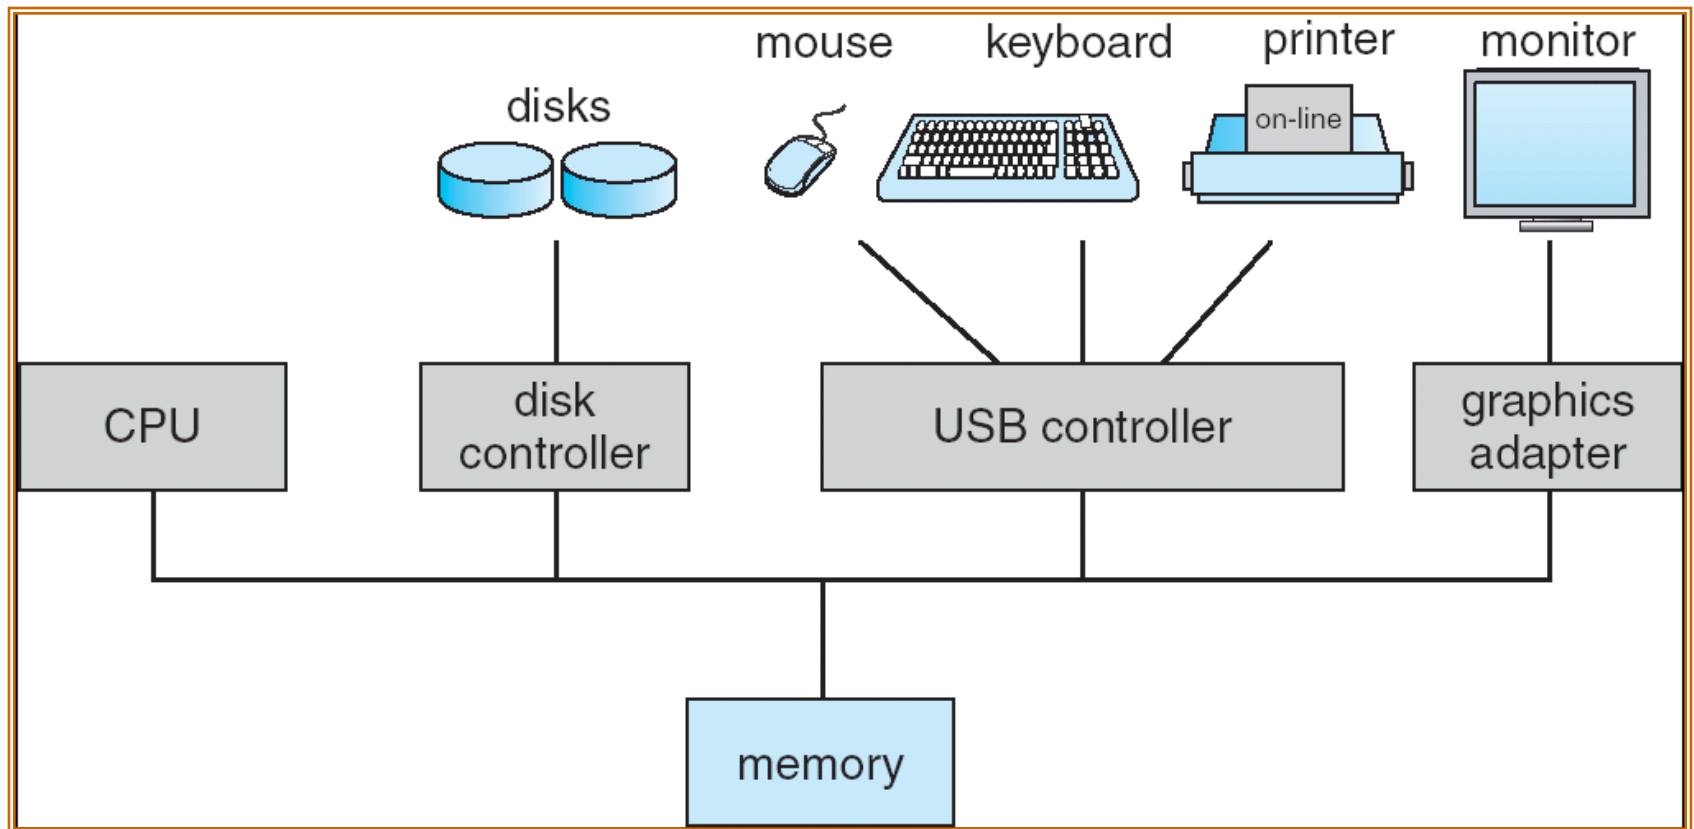 mouse
keyboard
printer
monitor
disks
on-line
CPU
disk
controller
USB controller
graphics
adapter
memory